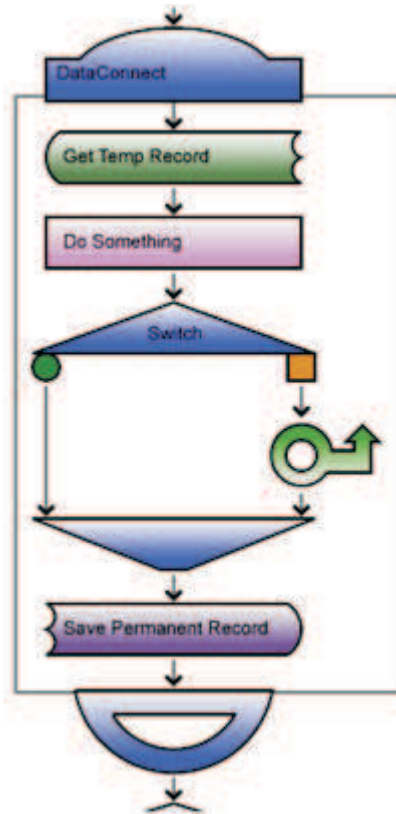 DataConnect
Get Temp Record
Do Something
Switch
Save Permanent Record